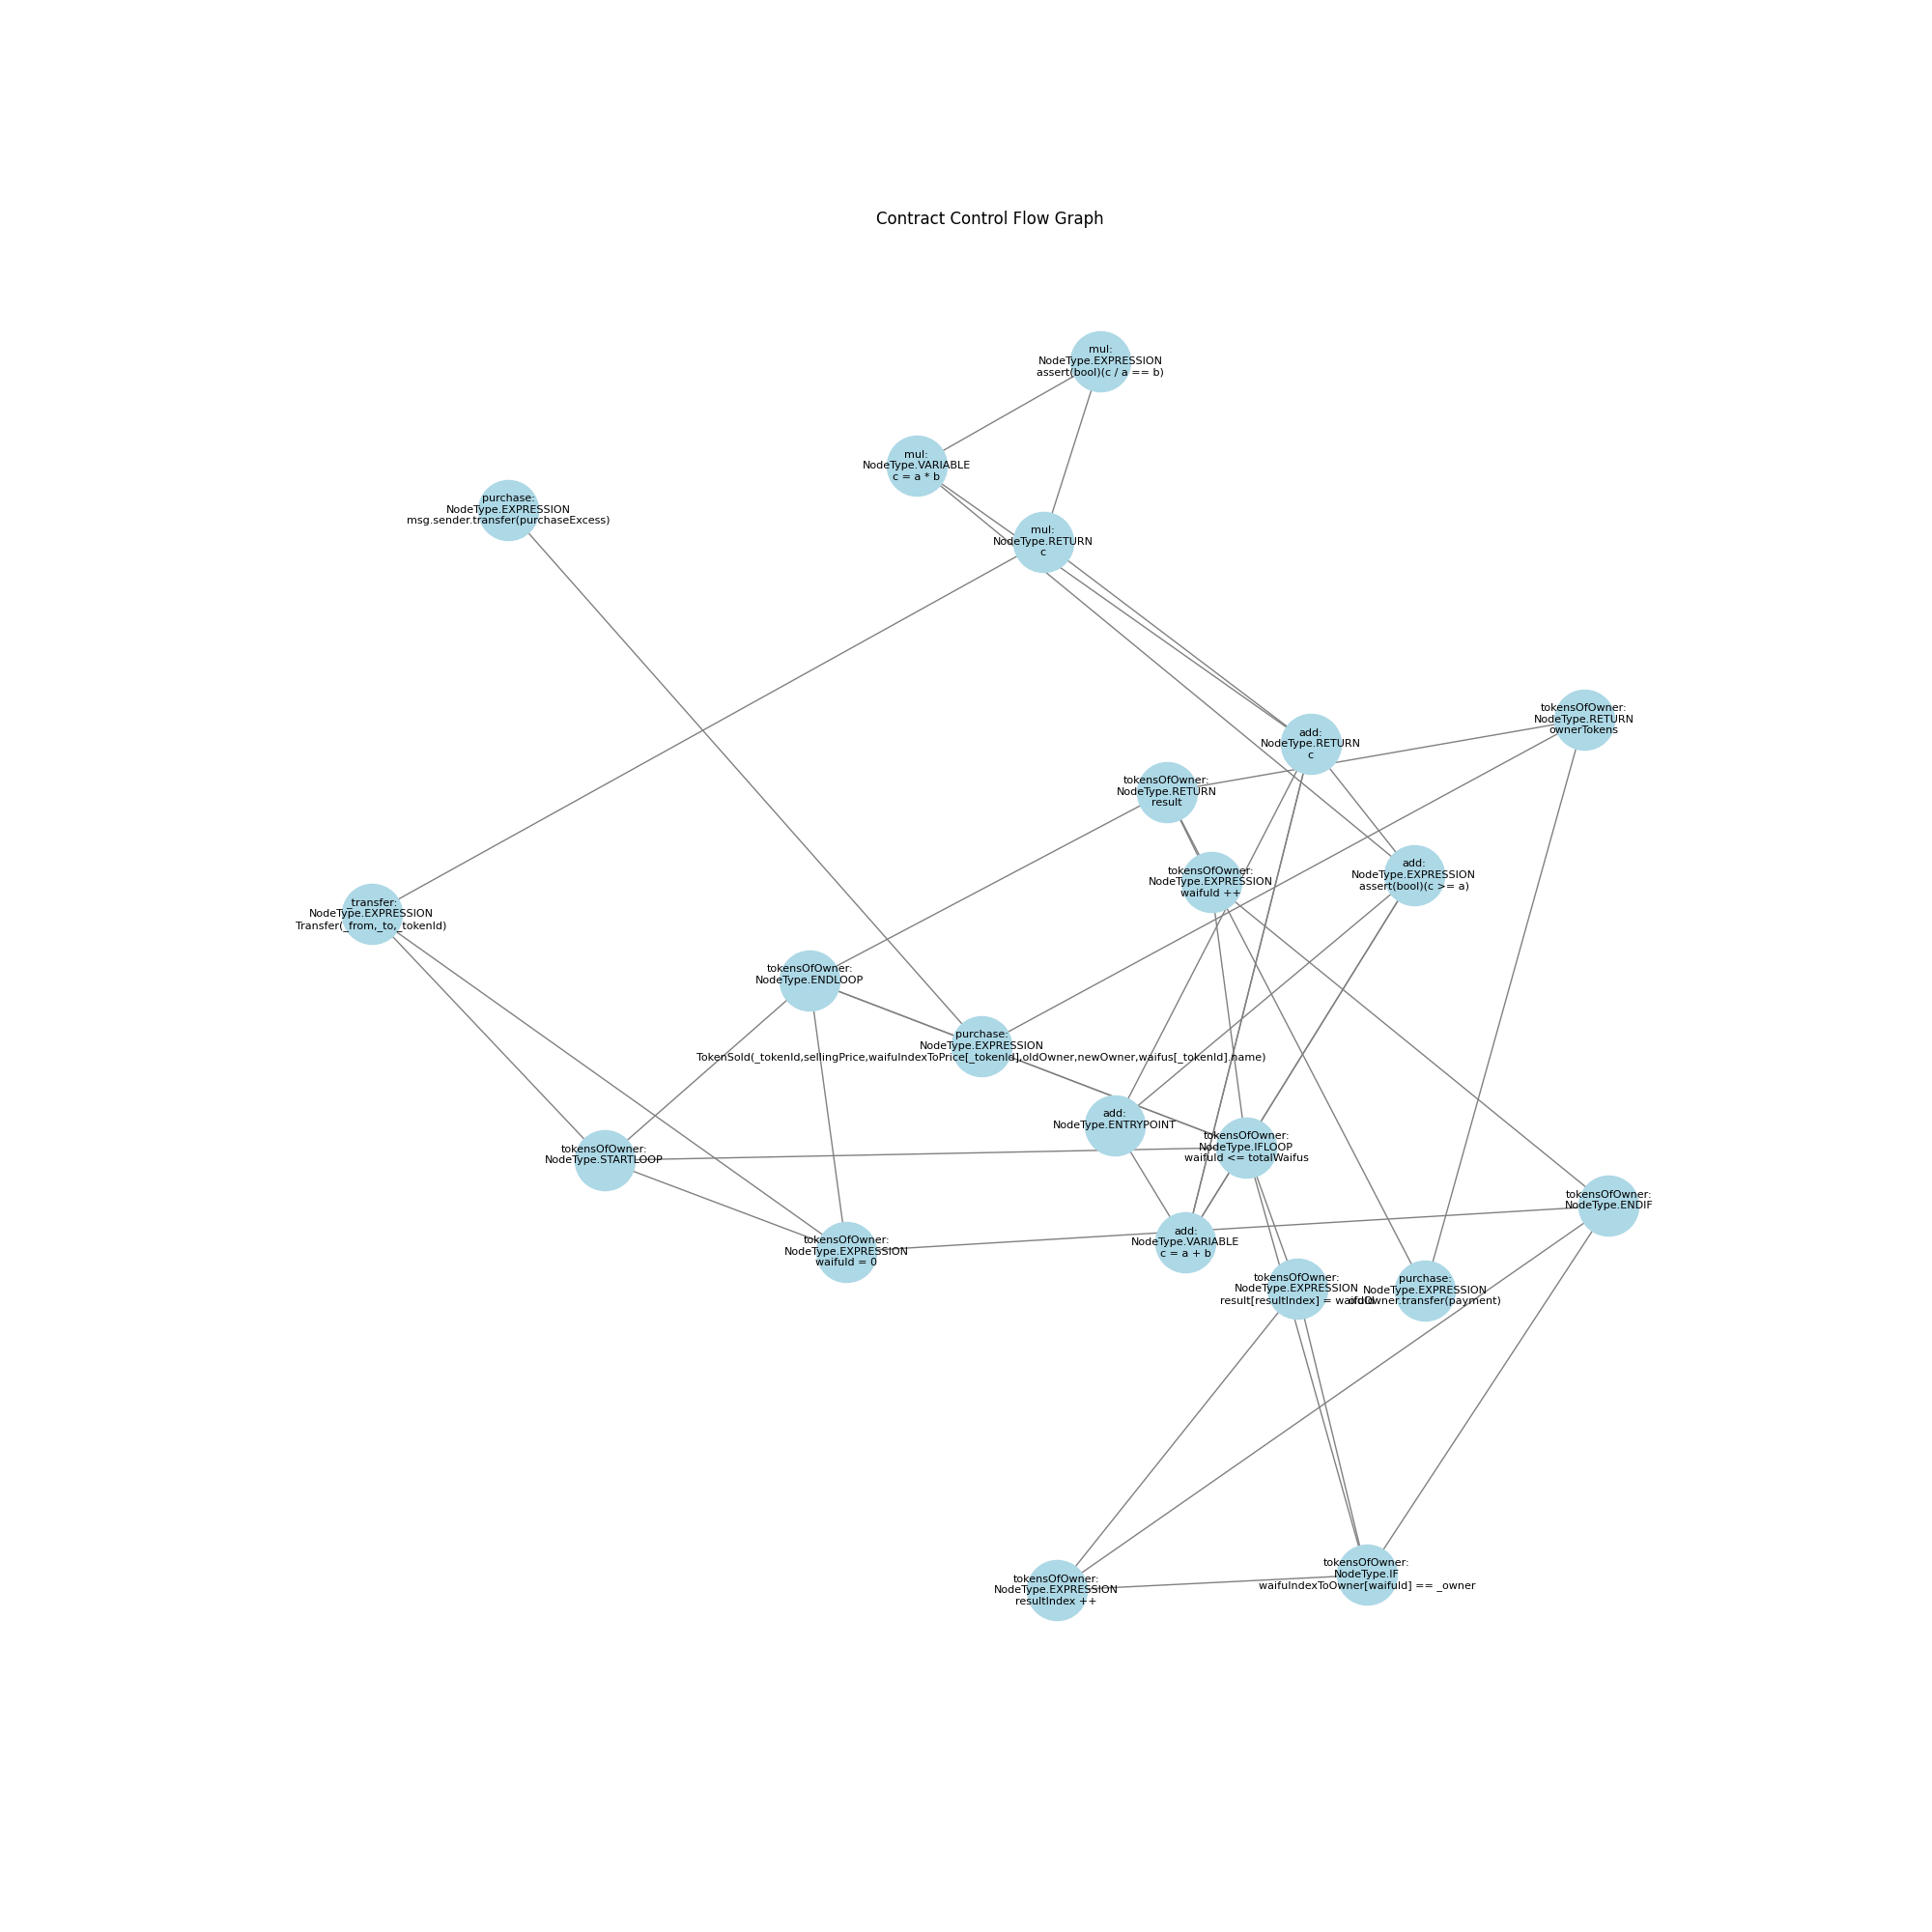 Contract Control Flow Graph
mul:
NodeType.EXPRESSION
assert(bool)(c / a == b)
mul:
NodeType.VARIABLE
c = a * b
purchase:
NodeType.EXPRESSION
msg.sender.transfer(purchaseExcess)
mul:
NodeType.RETURN
c
tokensOfOwner:
NodeType.RETURN
ownerTokens
add:
NodeType.RETURN
c
tokensOfOwner:
NodeType.RETURN
result
add:
NodeType.EXPRESSION
assert(bool)(c >= a)
tokensOfOwner:
NodeType.EXPRESSION
waifuId ++
_transfer:
NodeType.EXPRESSION
Transfer(_from,_to,_tokenId)
tokensOfOwner:
NodeType.ENDLOOP
purchase:
NodeType.EXPRESSION
TokenSold(_tokenId,sellingPrice,waifuIndexToPrice[_tokenId],oldOwner,newOwner,waifus[_tokenId].name)
add:
NodeType.ENTRYPOINT
tokensOfOwner:
NodeType.IFLOOP
waifuId <= totalWaifus
tokensOfOwner:
NodeType.STARTLOOP
tokensOfOwner:
NodeType.ENDIF
add:
NodeType.VARIABLE
c = a + b
tokensOfOwner:
NodeType.EXPRESSION
waifuId = 0
tokensOfOwner:
NodeType.EXPRESSION
result[resultIndex] = waifuId
purchase:
NodeType.EXPRESSION
oldOwner.transfer(payment)
tokensOfOwner:
NodeType.IF
waifuIndexToOwner[waifuId] == _owner
tokensOfOwner:
NodeType.EXPRESSION
resultIndex ++